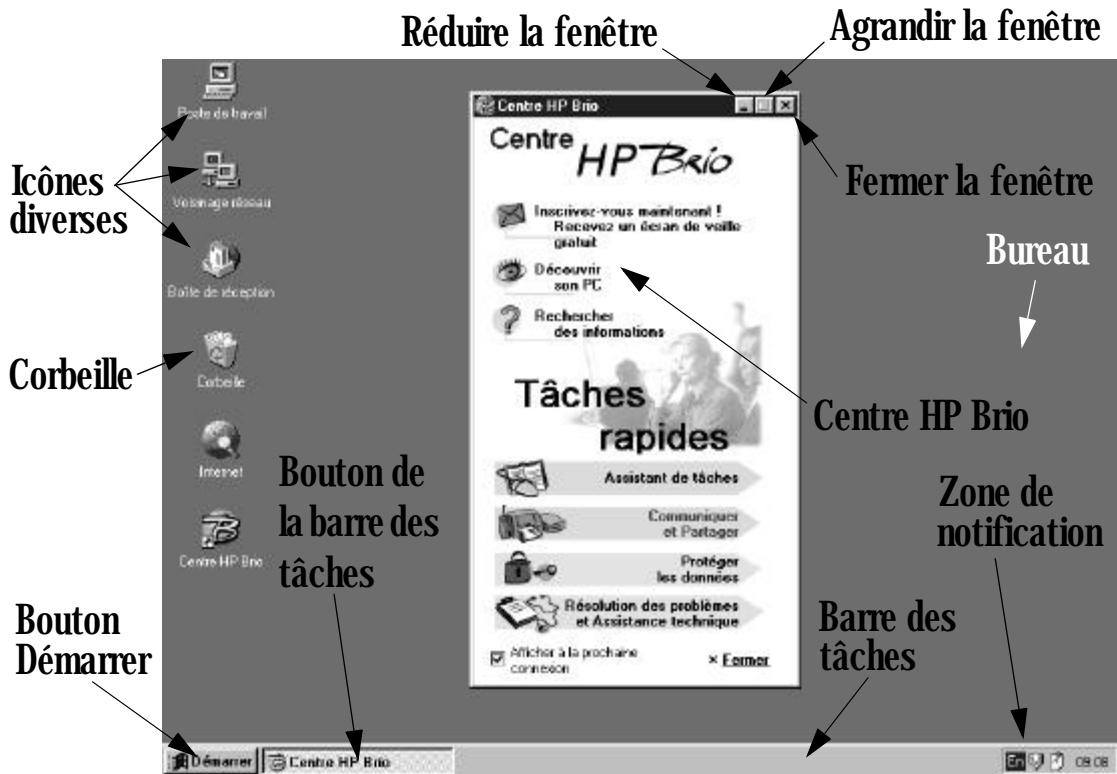 Réduire la fenêtre
Agrandir la fenêtre
Poste de travail
Centre HP Brio
Centre
HP Brio
Icônes
diverses
Voisinage réseau
Fermer la fenêtre
Inscrivez-vous maintenant !
Recevez un écran de veille
gratuit
Bureau
Boîte de réception
Découvrir
son PC
Rechercher
des informations
Corbeille
Corbeille
Tâches
rapides
Centre HP Brio
Internet
Bouton de
la barre des
tâches
Assistant de tâches
Zone de
notification
Communiquer
et Partager
Centre HP Brio
Protéger
les données
Bouton
Démarrer
Résolution des problèmes
et Assistance technique
Barre des
tâches
Afficher à la prochaine
connexion
× Fermer
Démarrer
Centre HP Brio
En
09:08